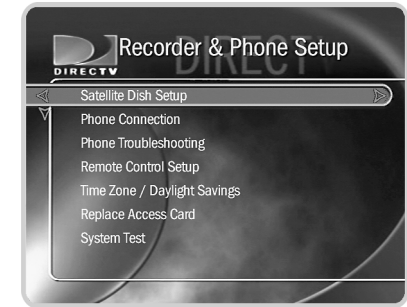 DIRECTV
Recorder & Phone Setup
DIRECT
Satellite Dish Setup
Phone Connection
Phone Troubleshooting
Remote Control Setup
Time Zone / Daylight Savings
Replace Access Card
System Test